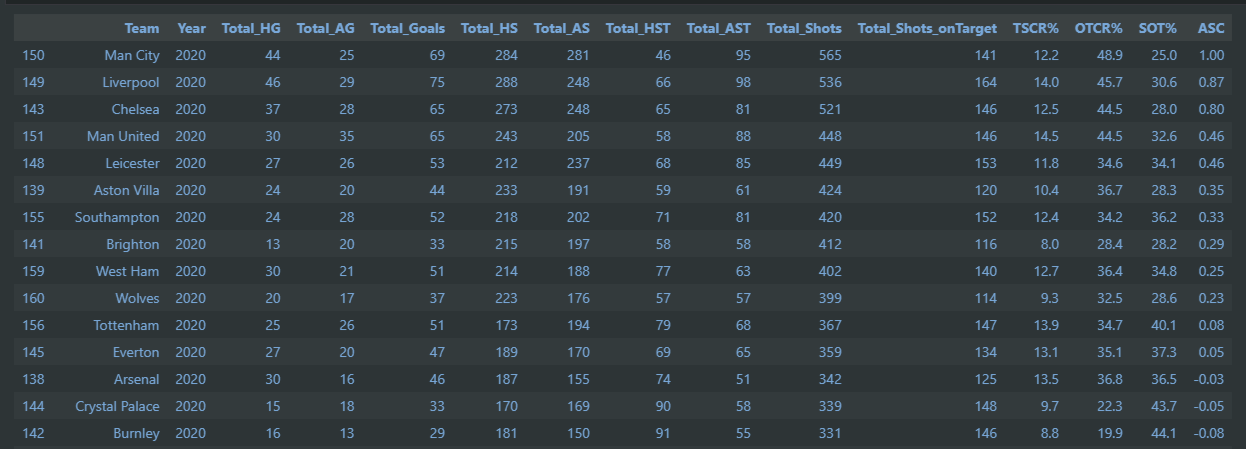 Team Year Total_HG Total_AG Total_Goals Total_HS Total_AS Total_HST Total_AST Total_Shots Total_Shots_onTarget TSCR% OTCR% SOT% ASC
150 Man City 2020 44 25 69 284 281 46 95 565 141 12.2 48.9 25.0 1.00
149 Liverpool 2020 46 29 75 288 248 66 98 536 164 14.0 45.7 30.6 0.87
143 Chelsea 2020 37 28 65 273 248 65 81 521 146 12.5 44.5 28.0 0.80
151 Man United 2020 30 35 65 243 205 58 88 448 146 14.5 44.5 32.6 0.46
148 Leicester 2020 27 26 53 212 237 68 85 449 153 11.8 34.6 34.1 0.46
139 Aston Villa 2020 24 20 44 233 191 59 61 424 120 10.4 36.7 28.3 0.35
155 Southampton 2020 24 28 52 218 202 71 81 420 152 12.4 34.2 36.2 0.33
141 Brighton 2020 13 20 33 215 197 58 58 412 116 8.0 28.4 28.2 0.29
159 West Ham 2020 30 21 51 214 188 77 63 402 140 12.7 36.4 34.8 0.25
160 Wolves 2020 20 17 37 223 176 57 57 399 114 9.3 32.5 28.6 0.23
156 Tottenham 2020 25 26 51 173 194 79 68 367 147 13.9 34.7 40.1 0.08
145 Everton 2020 27 20 47 189 170 69 65 359 134 13.1 35.1 37.3 0.05
138 Arsenal 2020 30 16 46 187 155 74 51 342 125 13.5 36.8 36.5 -0.03
144 Crystal Palace 2020 15 18 33 170 169 90 58 339 148 9.7 22.3 43.7 -0.05
142 Burnley 2020 16 13 29 181 150 91 55 331 146 8.8 19.9 44.1 -0.08